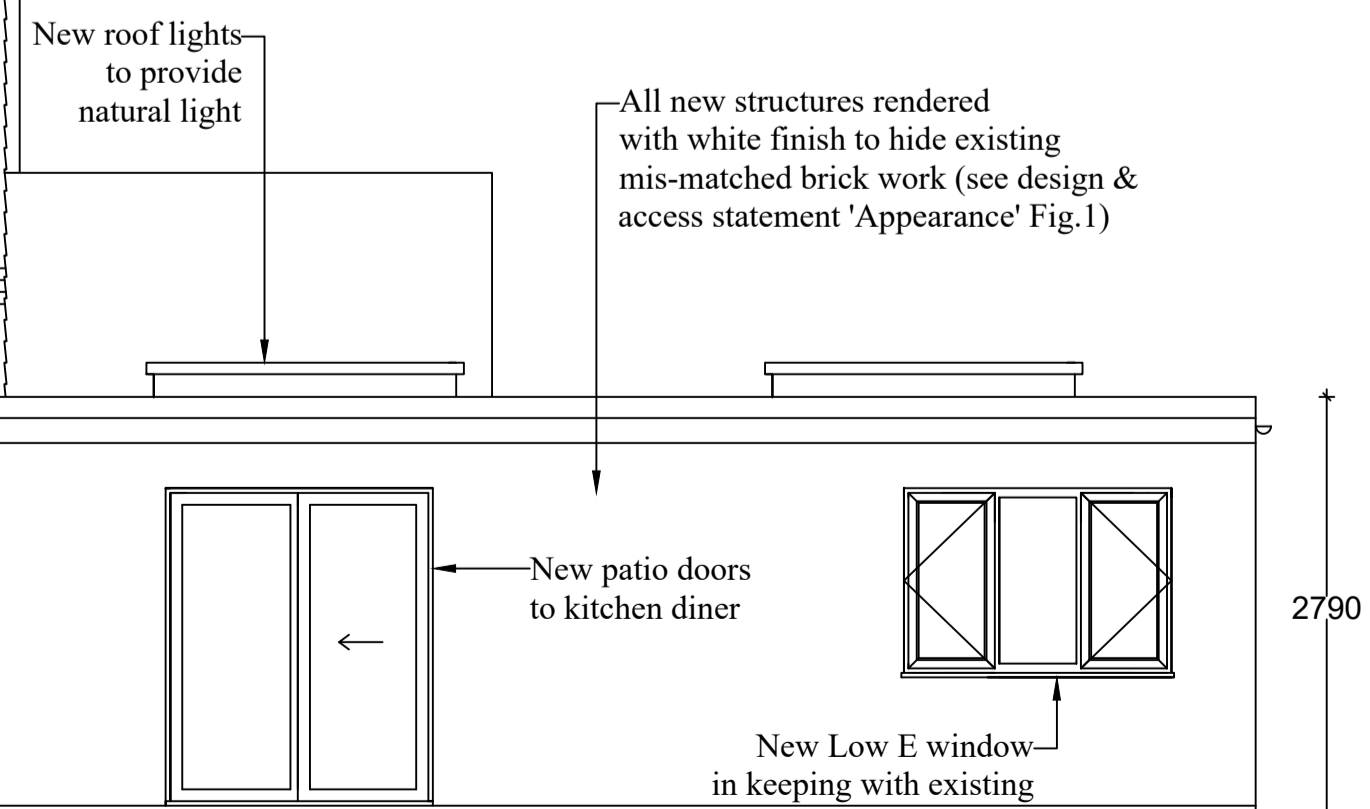 New roof lights
to provide
natural light
All new structures rendered
with white finish to hide existing
mis-matched brick work (see design &
access statement 'Appearance' Fig.1)
New patio doors
to kitchen diner
2790
New Low E window
in keeping with existing